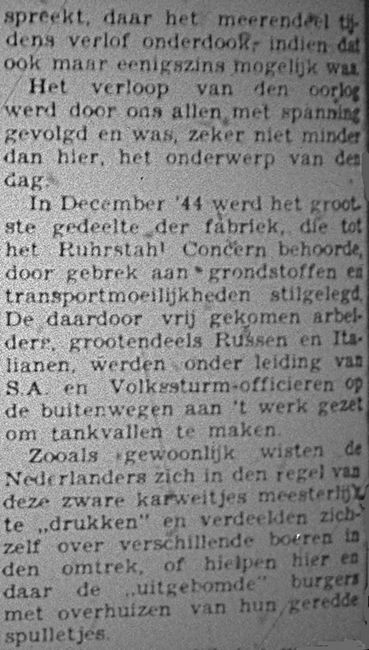 spreekt, daar het meerendeel tij-
dens verlof onderdook, indien dat
ook maar eenigszins mogelijk was.
Het verloop van den oorlog
werd door ons allen met spanning
gevolgd en was, zeker niet minder
dan hier, het onderwerp van den
dag.
In December '44 werd het groot-
ste gedeelte der fabriek, die tot
het Ruhrstahl Concern behoorde,
door gebrek aan grondstoffen en
transportmoeilijkheden stilgelegd.
De daardoor vrij gekomen arbei-
ders, grootendeels Russen en Ita-
lianen, werden onder leiding van
S.A. en Volkssturm-officieren op
de buitenwegen aan 't werk gezet
om tankvallen te maken.
Zooals gewoonlijk wisten de
Nederlanders zich in den regel van
deze zware karweitjes meesterlijk
te „drukken" en verdeelden zich-
zelf over verschillende boeren in
den omtrek, of hielpen hier en
daar de „uitgebomde" burgers
met overhuizen van hun geredde
spulletjes.